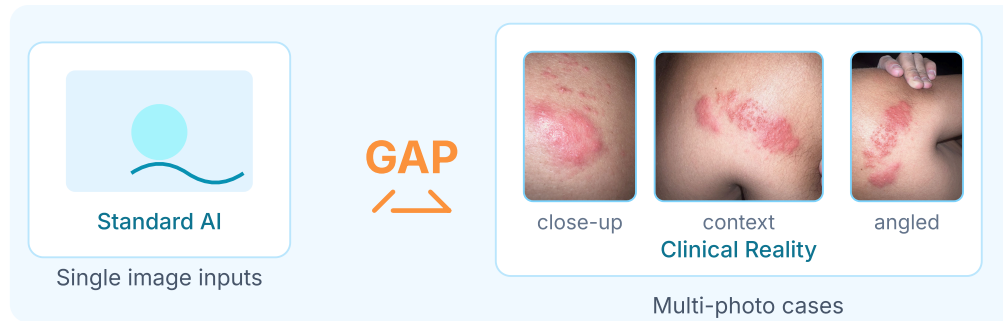 Standard AI
Single image inputs
GAP
close-up
context
angled
Clinical Reality
Multi-photo cases